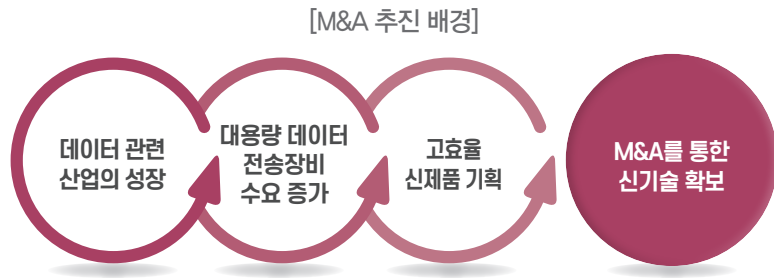 [M&A 추진 배경]
데이터 관련
산업의 성장
대용량 데이터
전송장비
수요 증가
고효율
신제품 기획
M&A를 통한
신기술 확보